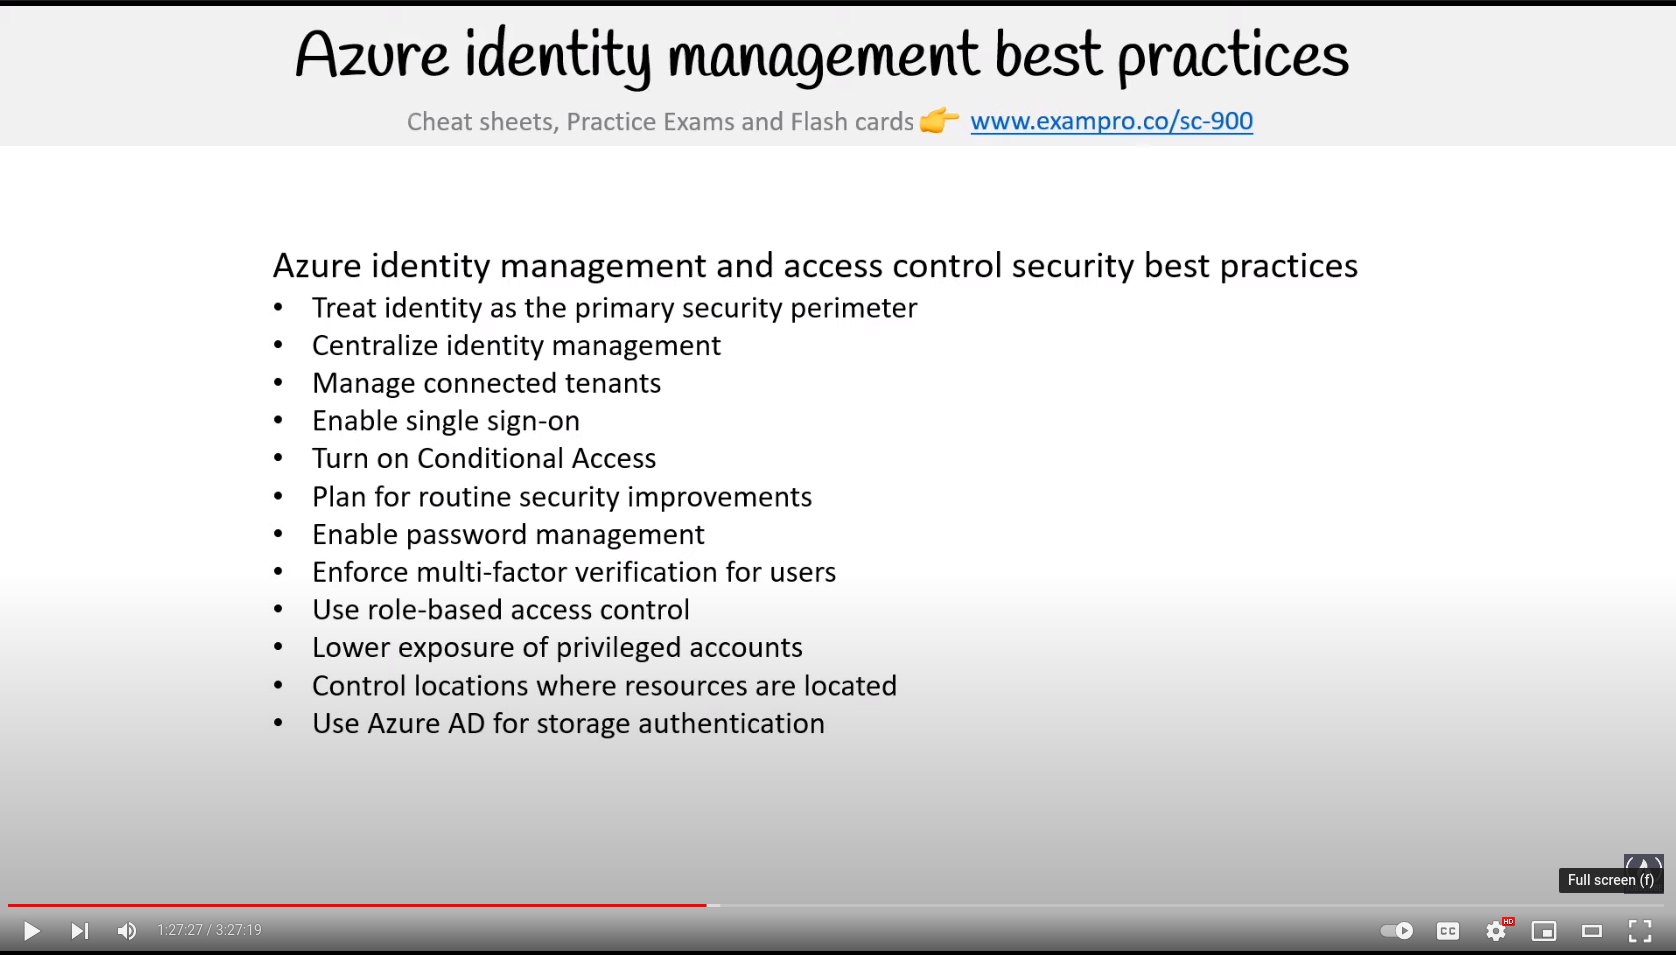 Azure identity management best practices
Cheat sheets, Practice Exams and Flash cards 👉 www.exampro.co/sc-900
Azure identity management and access control security best practices
• Treat identity as the primary security perimeter
• Centralize identity management
• Manage connected tenants
• Enable single sign-on
• Turn on Conditional Access
• Plan for routine security improvements
• Enable password management
• Enforce multi-factor verification for users
• Use role-based access control
• Lower exposure of privileged accounts
• Control locations where resources are located
• Use Azure AD for storage authentication
Full screen (f)
1:27:27 / 3:27:19
CC
HD